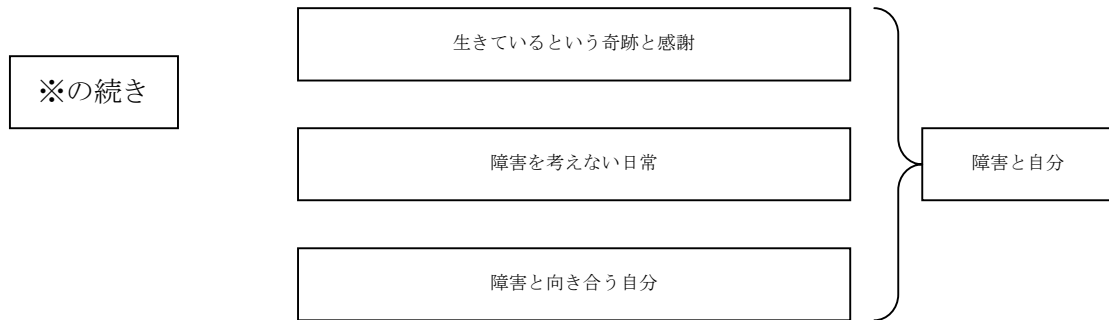 生きているという奇跡と感謝
※の続き
障害を考えない日常
障害と自分
障害と向き合う自分